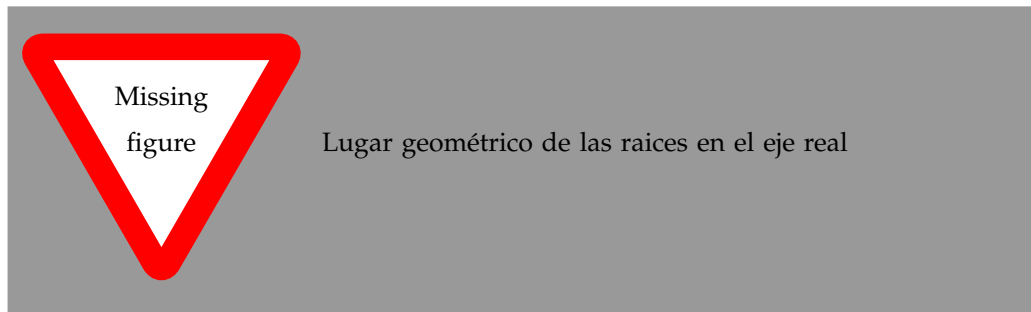 Missing
figure
Lugar geométrico de las raices en el eje real